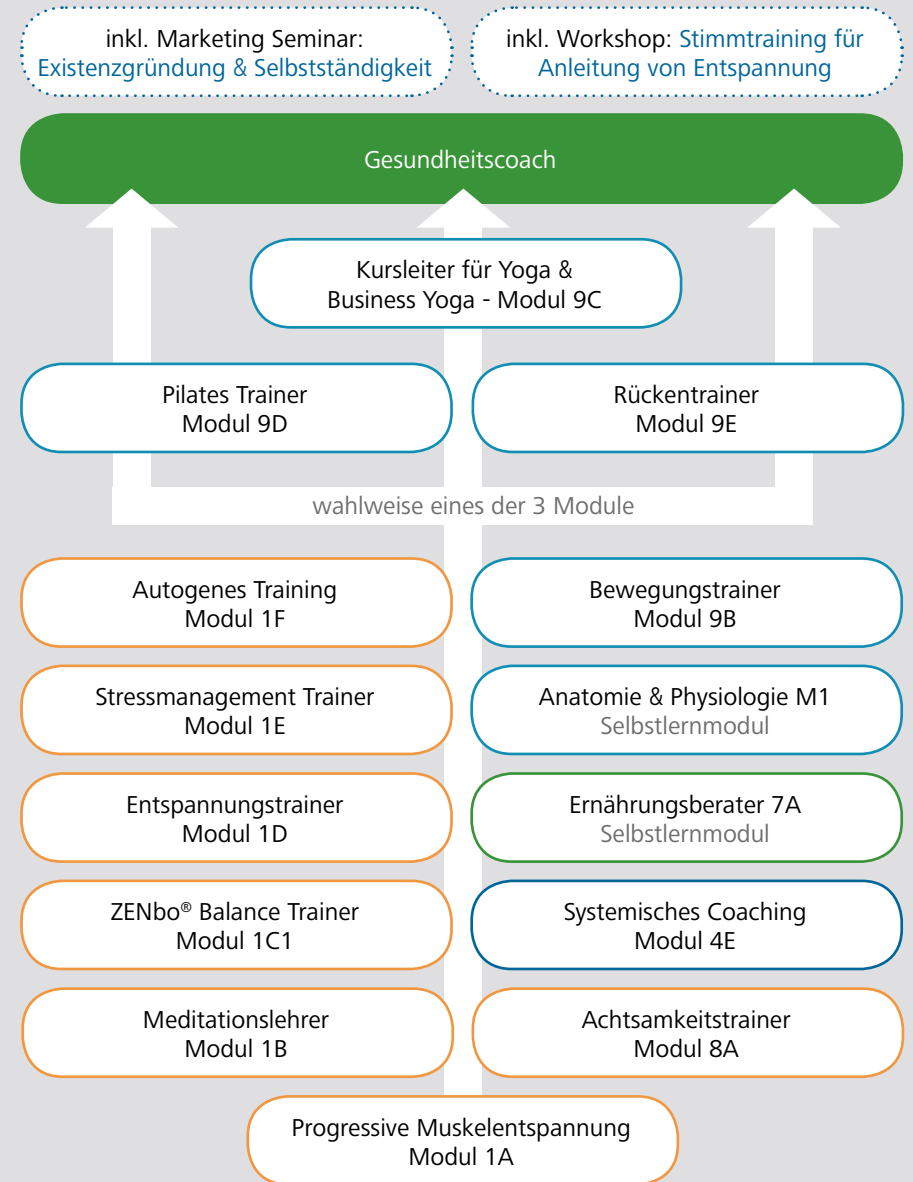 inkl. Marketing Seminar:
Existenzgründung & Selbstständigkeit
inkl. Workshop: Stimmtraining für
Anleitung von Entspannung
Gesundheitscoach
Kursleiter für Yoga &
Business Yoga - Modul 9C
Pilates Trainer
Modul 9D
Rückentrainer
Modul 9E
wahlweise eines der 3 Module
Autogenes Training
Modul 1F
Bewegungstrainer
Modul 9B
Stressmanagement Trainer
Modul 1E
Anatomie & Physiologie M1
Selbstlernmodul
Entspannungstrainer
Modul 1D
Ernährungsberater 7A
Selbstlernmodul
ZENbo® Balance Trainer
Modul 1C1
Systemisches Coaching
Modul 4E
Meditationslehrer
Modul 1B
Achtsamkeitstrainer
Modul 8A
Progressive Muskelentspannung
Modul 1A